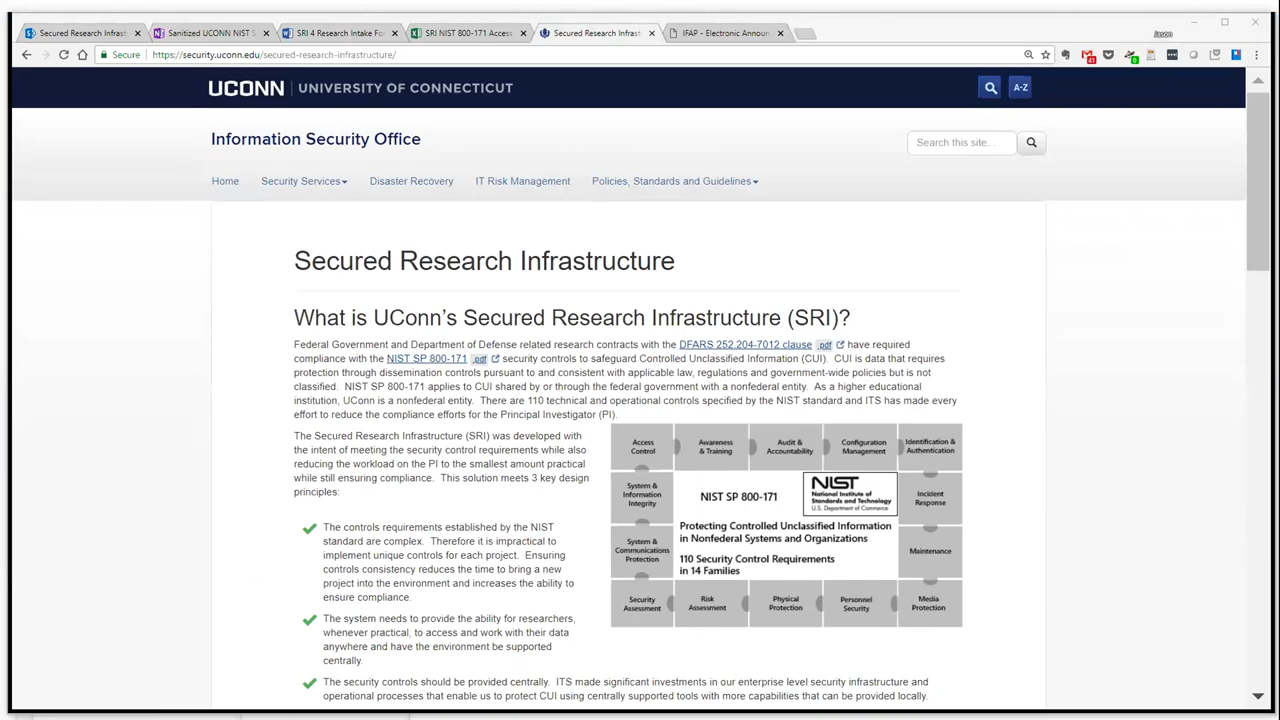 Secured Research Infrast
Sanitized UCONN NIST S
SRI 4 Research Intake Fo
SRI NIST 800-171 Access
Secured Research Infrast
IFAP - Electronic Announ
Jason
Secure
https://security.uconn.edu/secured-research-infrastructure/
UCONN | UNIVERSITY OF CONNECTICUT
A-Z
Information Security Office
Search this site...
Home
Security Services
Disaster Recovery
IT Risk Management
Policies, Standards and Guidelines
Secured Research Infrastructure
What is UConn's Secured Research Infrastructure (SRI)?
Federal Government and Department of Defense related research contracts with the DFARS 252.204-7012 clause .pdf have required
compliance with the NIST SP 800-171 .pdf security controls to safeguard Controlled Unclassified Information (CUI). CUI is data that requires
protection through dissemination controls pursuant to and consistent with applicable law, regulations and government-wide policies but is not
classified. NIST SP 800-171 applies to CUI shared by or through the federal government with a nonfederal entity. As a higher educational
institution, UConn is a nonfederal entity. There are 110 technical and operational controls specified by the NIST standard and ITS has made every
effort to reduce the compliance efforts for the Principal Investigator (PI).
The Secured Research Infrastructure (SRI) was developed with
the intent of meeting the security control requirements while also
reducing the workload on the PI to the smallest amount practical
while still ensuring compliance. This solution meets 3 key design
principles:
The controls requirements established by the NIST
standard are complex. Therefore it is impractical to
implement unique controls for each project. Ensuring
controls consistency reduces the time to bring a new
project into the environment and increases the ability to
ensure compliance.
The system needs to provide the ability for researchers,
whenever practical, to access and work with their data
anywhere and have the environment be supported
centrally.
The security controls should be provided centrally. ITS made significant investments in our enterprise level security infrastructure and
operational processes that enable us to protect CUI using centrally supported tools with more capabilities that can be provided locally.
Access
Control
Awareness
& Training
Audit &
Accountability
Configuration
Management
Identification &
Authentication
System &
Information
Integrity
NIST SP 800-171
NIST
National Institute of
Standards and Technology
U.S. Department of Commerce
Incident
Response
Protecting Controlled Unclassified Information
in Nonfederal Systems and Organizations
System &
Communications
Protection
110 Security Control Requirements
in 14 Families
Maintenance
Security
Assessment
Risk
Assessment
Physical
Protection
Personnel
Security
Media
Protection